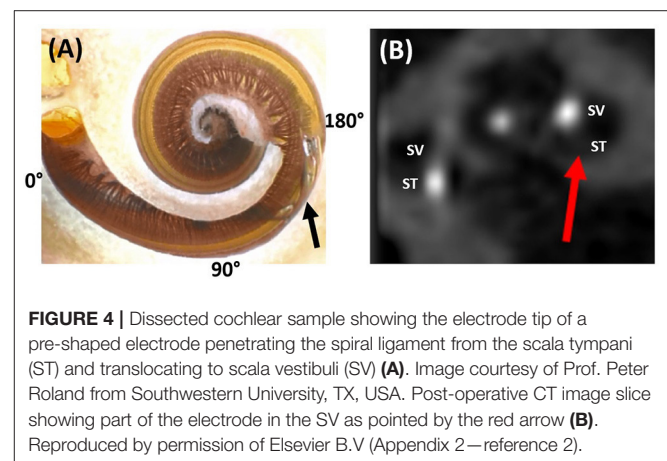 (A)
180°
0°
90°
(B)
SV
ST
SV
ST
FIGURE 4 | Dissected cochlear sample showing the electrode tip of a
pre-shaped electrode penetrating the spiral ligament from the scala tympani
(ST) and translocating to scala vestibuli (SV) (A). Image courtesy of Prof. Peter
Roland from Southwestern University, TX, USA. Post-operative CT image slice
showing part of the electrode in the SV as pointed by the red arrow (B).
Reproduced by permission of Elsevier B.V (Appendix 2—reference 2).